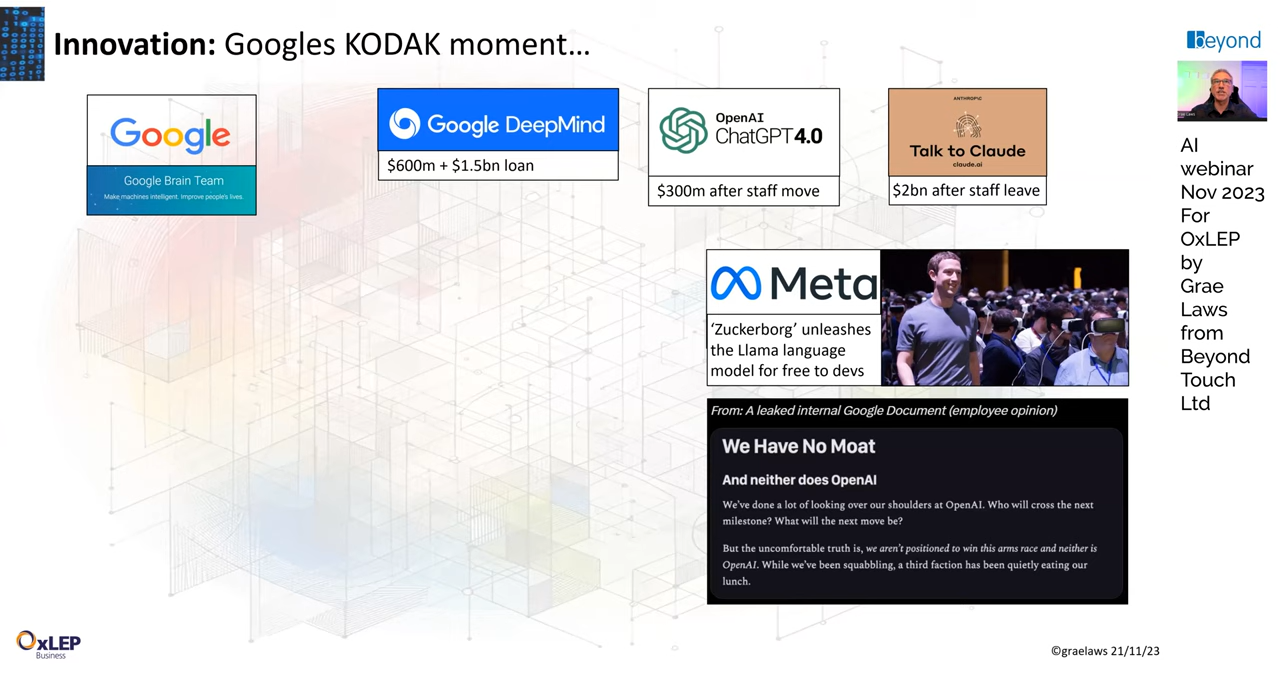 Innovation: Googles KODAK moment…
Google
Google Brain Team
Make machines intelligent. Improve people's lives.
Google DeepMind
$600m + $1.5bn loan
OpenAI
ChatGPT4.0
$300m after staff move
ANTHROP\C
Talk to Claude
claude.ai
$2bn after staff leave
Meta
‘Zuckerborg’ unleashes
the Llama language
model for free to devs
From: A leaked internal Google Document (employee opinion)
We Have No Moat
And neither does OpenAI
We've done a lot of looking over our shoulders at OpenAI. Who will cross the next
milestone? What will the next move be?
But the uncomfortable truth is, we aren't positioned to win this arms race and neither is
OpenAI. While we've been squabbling, a third faction has been quietly eating our
lunch.
beyond
AI
webinar
Nov 2023
For
OxLEP
by
Grae
Laws
from
Beyond
Touch
Ltd
OxLEP
Business
©graelaws 21/11/23